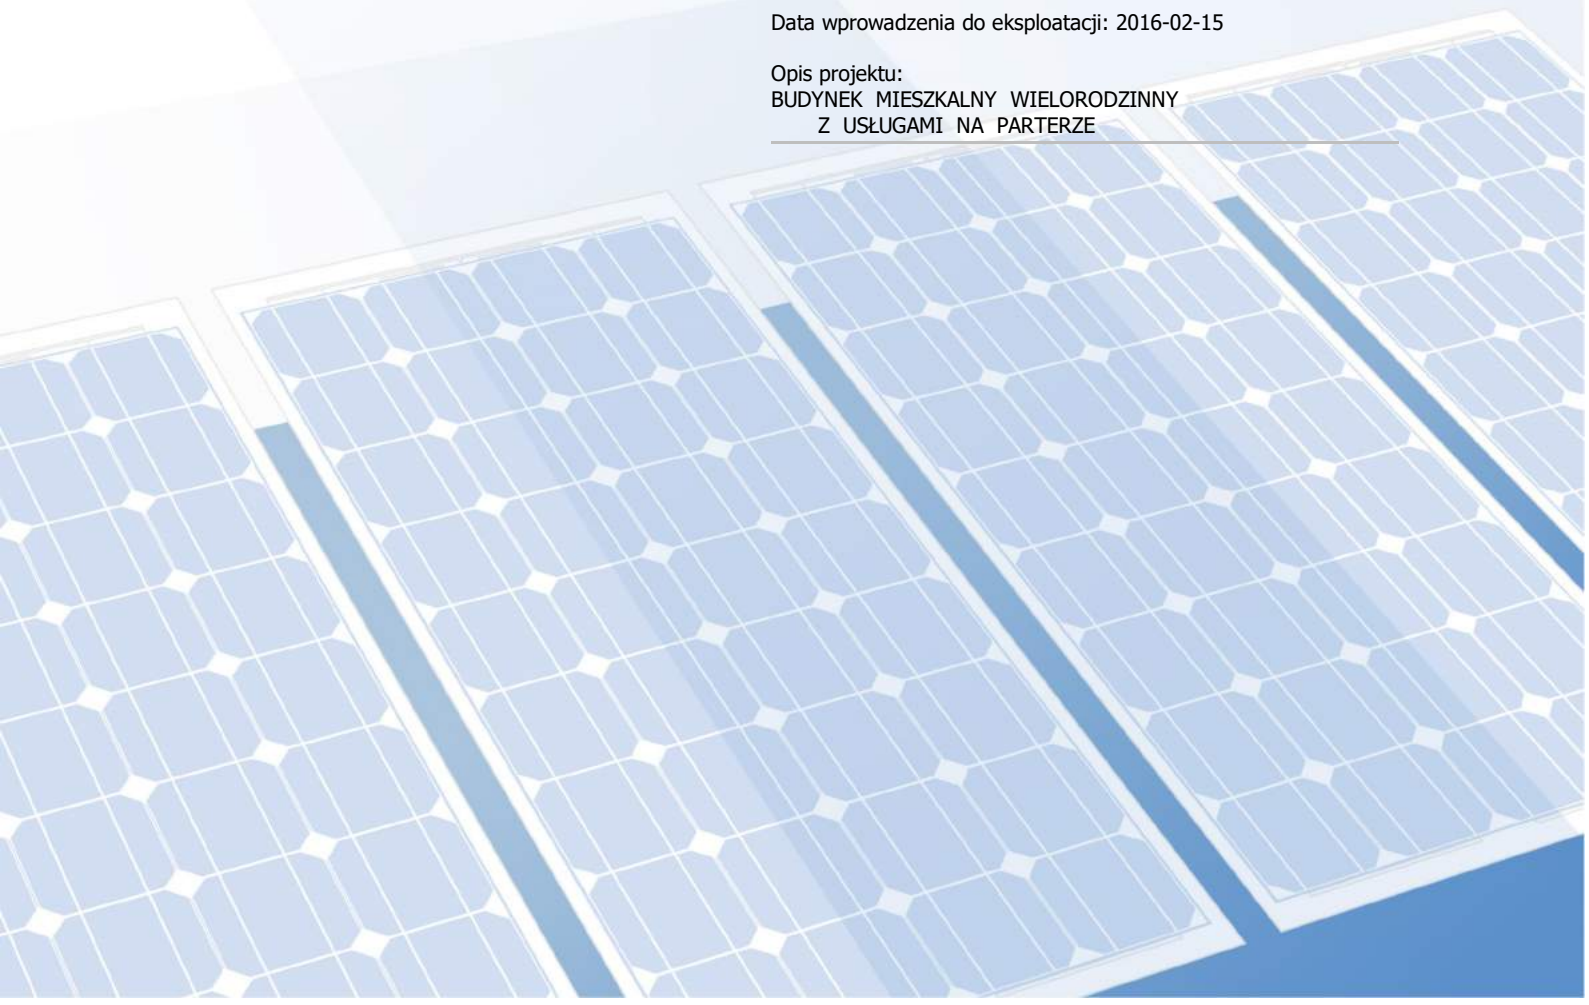 Data wprowadzenia do eksploatacji: 2016-02-15
Opis projektu:
BUDYNEK MIESZKALNY WIELORODZINNY
Z USŁUGAMI NA PARTERZE